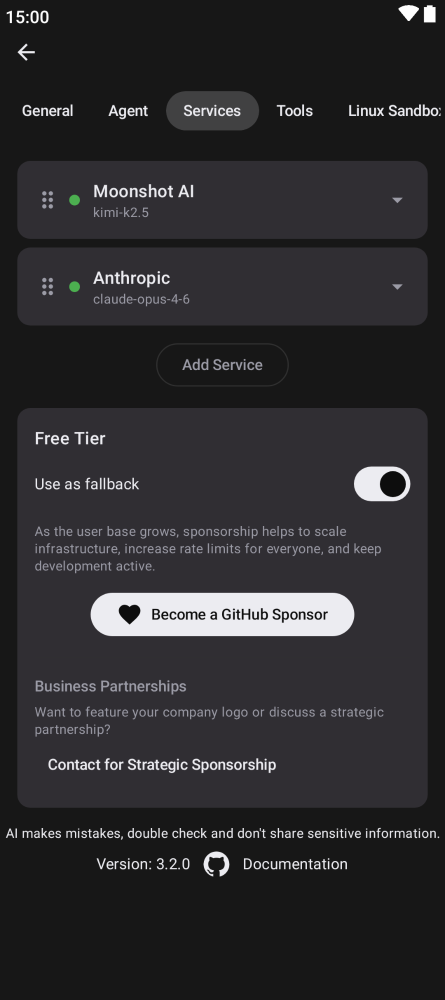 15:00
General Agent Services Tools Linux Sandbo
Moonshot AI
kimi-k2.5
Anthropic
claude-opus-4-6
Add Service
Free Tier
Use as fallback
As the user base grows, sponsorship helps to scale
infrastructure, increase rate limits for everyone, and keep
development active.
Become a GitHub Sponsor
Business Partnerships
Want to feature your company logo or discuss a strategic
partnership?
Contact for Strategic Sponsorship
AI makes mistakes, double check and don't share sensitive information.
Version: 3.2.0 Documentation